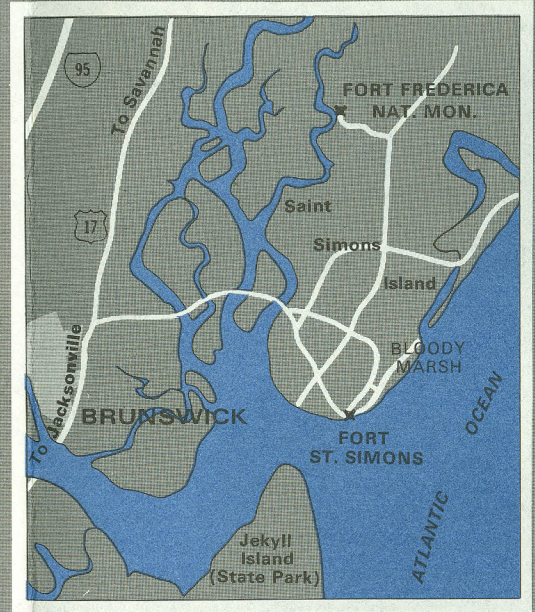 95
To Savannah
FORT FREDERICA
NAT. MON.
17
Saint
Simons
Island
To Jacksonville
BLOODY
MARSH
BRUNSWICK
OCEAN
FORT
ST. SIMONS
ATLANTIC
Jekyll
Island
(State Park)